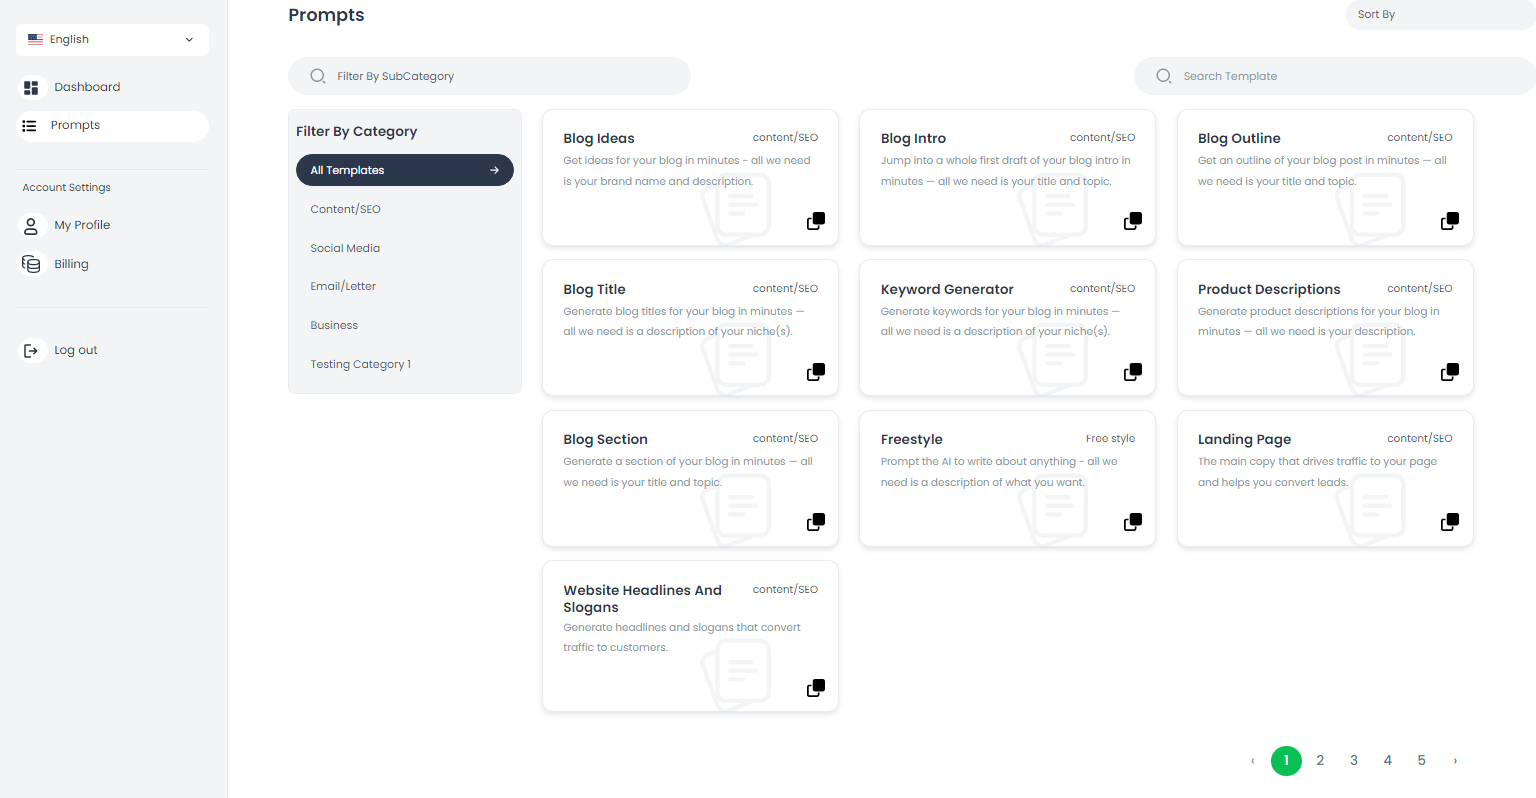 English
Dashboard
Prompts
Account Settings
My Profile
Billing
Log out
Prompts
Sort By
Filter By SubCategory
Search Template
Filter By Category
All Templates
Content/SEO
Social Media
Email/Letter
Business
Testing Category 1
Blog Ideas
content/SEO
Get ideas for your blog in minutes - all we need
is your brand name and description.
Blog Intro
content/SEO
Jump into a whole first draft of your blog intro in
minutes — all we need is your title and topic.
Blog Outline
content/SEO
Get an outline of your blog post in minutes — all
we need is your title and topic.
Blog Title
content/SEO
Generate blog titles for your blog in minutes —
all we need is a description of your niche(s).
Keyword Generator
content/SEO
Generate keywords for your blog in minutes —
all we need is a description of your niche(s).
Product Descriptions
content/SEO
Generate product descriptions for your blog in
minutes — all we need is your description.
Blog Section
content/SEO
Generate a section of your blog in minutes — all
we need is your title and topic.
Freestyle
Free style
Prompt the AI to write about anything - all we
need is a description of what you want.
Landing Page
content/SEO
The main copy that drives traffic to your page
and helps you convert leads.
Website Headlines And
Slogans
content/SEO
Generate headlines and slogans that convert
traffic to customers.
‹ 1 2 3 4 5 ›